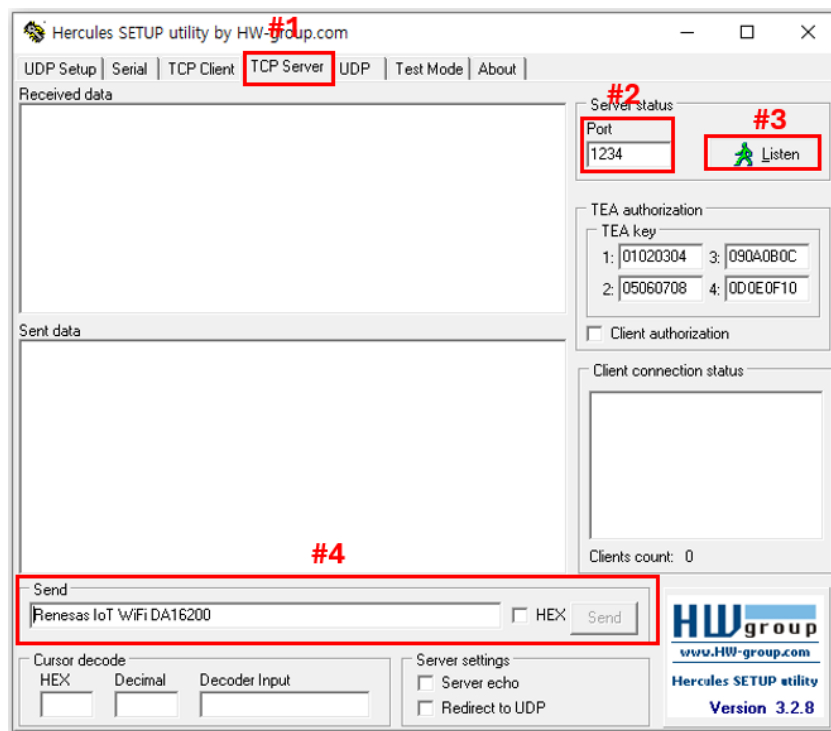 Hercules SETUP utility by HW-group.com
#1
UDP Setup Serial TCP Client TCP Server UDP Test Mode About
Received data
#2
Server status
Port
1234
#3
Listen
TEA authorization
TEA key
1: 01020304 3: 090A0B0C
2: 05060708 4: 0D0E0F10
Client authorization
Sent data
Client connection status
Clients count: 0
#4
Send
Renesas IoT WiFi DA16200 HEX Send
Cursor decode
HEX Decimal Decoder Input
Server settings
Server echo
Redirect to UDP
HWgroup
www.HW-group.com
Hercules SETUP utility
Version 3.2.8